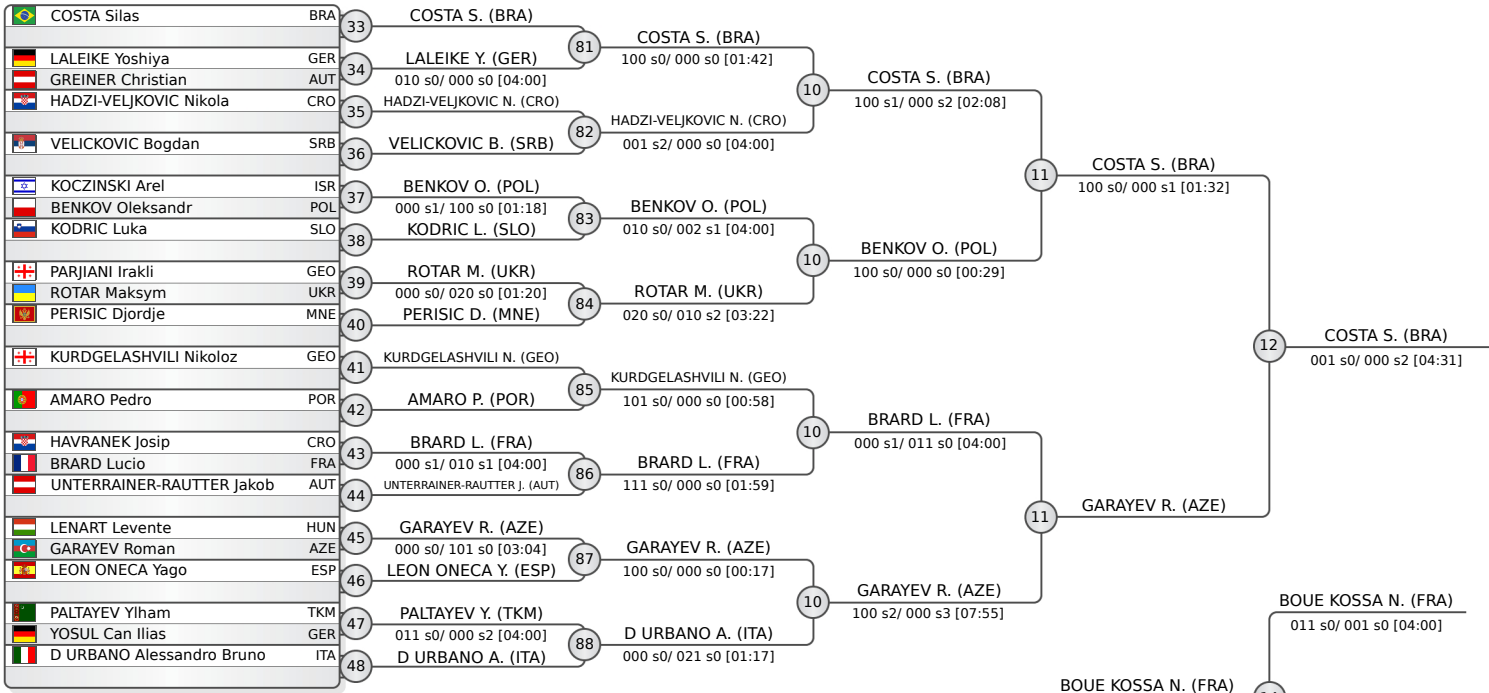 COSTA Silas BRA
LALEIKE Yoshiya GER
GREINER Christian AUT
HADZI-VELJKOVIC Nikola CRO
VELICKOVIC Bogdan SRB
KOCZINSKI Arel ISR
BENKOV Oleksandr POL
KODRIC Luka SLO
PARJIANI Irakli GEO
ROTAR Maksym UKR
PERISIC Djordje MNE
KURDGELASHVILI Nikoloz GEO
AMARO Pedro POR
HAVRANEK Josip CRO
BRARD Lucio FRA
UNTERRAINER-RAUTTER Jakob AUT
LENART Levente HUN
GARAYEV Roman AZE
LEON ONECA Yago ESP
PALTAYEV Ylham TKM
YOSUL Can Ilias GER
D URBANO Alessandro Bruno ITA
33
34
35
36
37
38
39
40
41
42
43
44
45
46
47
48
COSTA S. (BRA)
LALEIKE Y. (GER)
010 s0/ 000 s0 [04:00]
HADZI-VELJKOVIC N. (CRO)
VELICKOVIC B. (SRB)
BENKOV O. (POL)
000 s1/ 100 s0 [01:18]
KODRIC L. (SLO)
ROTAR M. (UKR)
000 s0/ 020 s0 [01:20]
PERISIC D. (MNE)
KURDGELASHVILI N. (GEO)
AMARO P. (POR)
BRARD L. (FRA)
000 s1/ 010 s1 [04:00]
UNTERRAINER-RAUTTER J. (AUT)
GARAYEV R. (AZE)
000 s0/ 101 s0 [03:04]
LEON ONECA Y. (ESP)
PALTAYEV Y. (TKM)
011 s0/ 000 s2 [04:00]
D URBANO A. (ITA)
81
82
83
84
85
86
87
88
COSTA S. (BRA)
100 s0/ 000 s0 [01:42]
HADZI-VELJKOVIC N. (CRO)
001 s2/ 000 s0 [04:00]
BENKOV O. (POL)
010 s0/ 002 s1 [04:00]
ROTAR M. (UKR)
020 s0/ 010 s2 [03:22]
KURDGELASHVILI N. (GEO)
101 s0/ 000 s0 [00:58]
BRARD L. (FRA)
111 s0/ 000 s0 [01:59]
GARAYEV R. (AZE)
100 s0/ 000 s0 [00:17]
D URBANO A. (ITA)
000 s0/ 021 s0 [01:17]
10
10
10
10
COSTA S. (BRA)
100 s1/ 000 s2 [02:08]
BENKOV O. (POL)
100 s0/ 000 s0 [00:29]
BRARD L. (FRA)
000 s1/ 011 s0 [04:00]
GARAYEV R. (AZE)
100 s2/ 000 s3 [07:55]
11
11
COSTA S. (BRA)
100 s0/ 000 s1 [01:32]
GARAYEV R. (AZE)
12
COSTA S. (BRA)
001 s0/ 000 s2 [04:31]
BOUE KOSSA N. (FRA)
011 s0/ 001 s0 [04:00]
BOUE KOSSA N. (FRA)